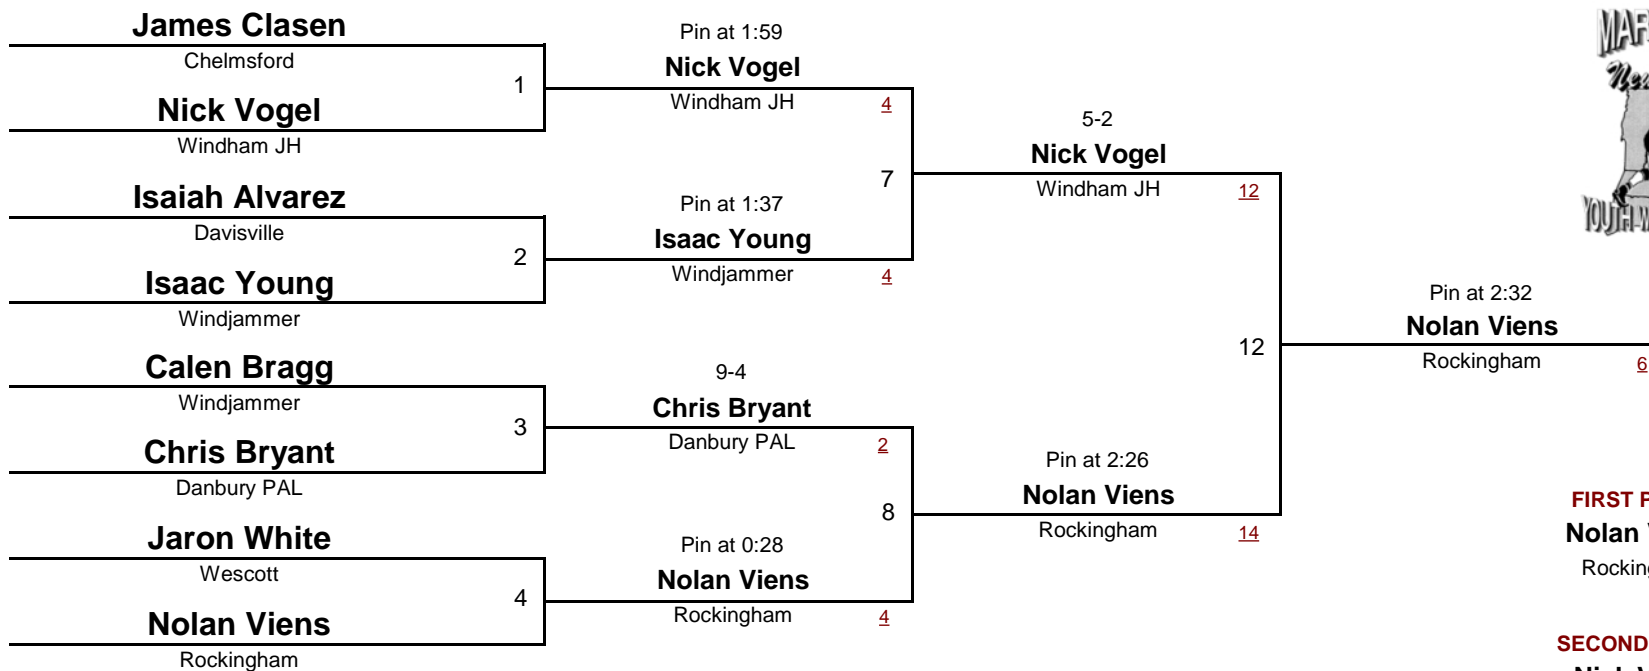 James Clasen
Chelmsford
1
Nick Vogel
Windham JH
Isaiah Alvarez
Davisville
2
Isaac Young
Windjammer
Calen Bragg
Windjammer
3
Chris Bryant
Danbury PAL
Jaron White
Wescott
4
Nolan Viens
Rockingham
Pin at 1:59
Nick Vogel
Windham JH 4
7
Pin at 1:37
Isaac Young
Windjammer 4
9-4
Chris Bryant
Danbury PAL 2
8
Pin at 0:28
Nolan Viens
Rockingham 4
5-2
Nick Vogel
Windham JH 12
12
Pin at 2:26
Nolan Viens
Rockingham 14
Pin at 2:32
Nolan Viens
Rockingham 6
FIRST
Nolan
SECOND